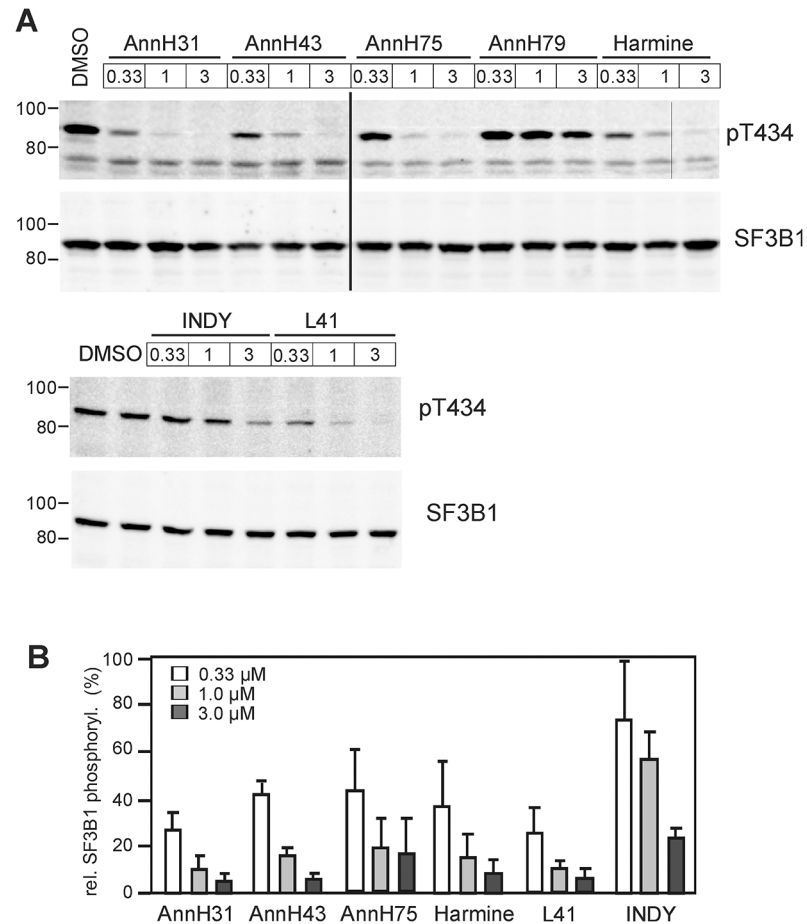 A
DMSO AnnH31 AnnH43 AnnH75 AnnH79 Harmine
0.33 1 3 0.33 1 3 0.33 1 3 0.33 1 3 0.33 1 3
100
80
pT434
100
80
SF3B1
INDY L41
DMSO 0.33 1 3 0.33 1 3
100
80
pT434
100
80
SF3B1
B
rel. SF3B1 phosphoryl. (%)
100
80
60
40
20
0
0.33 µM
1.0 µM
3.0 µM
AnnH31 AnnH43 AnnH75 Harmine L41 INDY